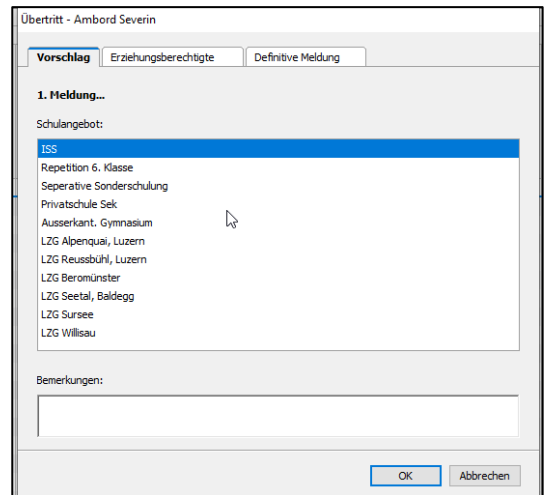 Übertritt - Ambord Severin
Vorschlag Erziehungsberechtigte Definitive Meldung
1. Meldung...
Schulangebot:
ISS
Repetition 6. Klasse
Seperative Sonderschulung
Privatschule Sek
Ausserkant. Gymnasium
LZG Alpenquai, Luzern
LZG Reussbühl, Luzern
LZG Beromünster
LZG Seetal, Baldegg
LZG Sursee
LZG Willisau
Bemerkungen:
OK Abbrechen